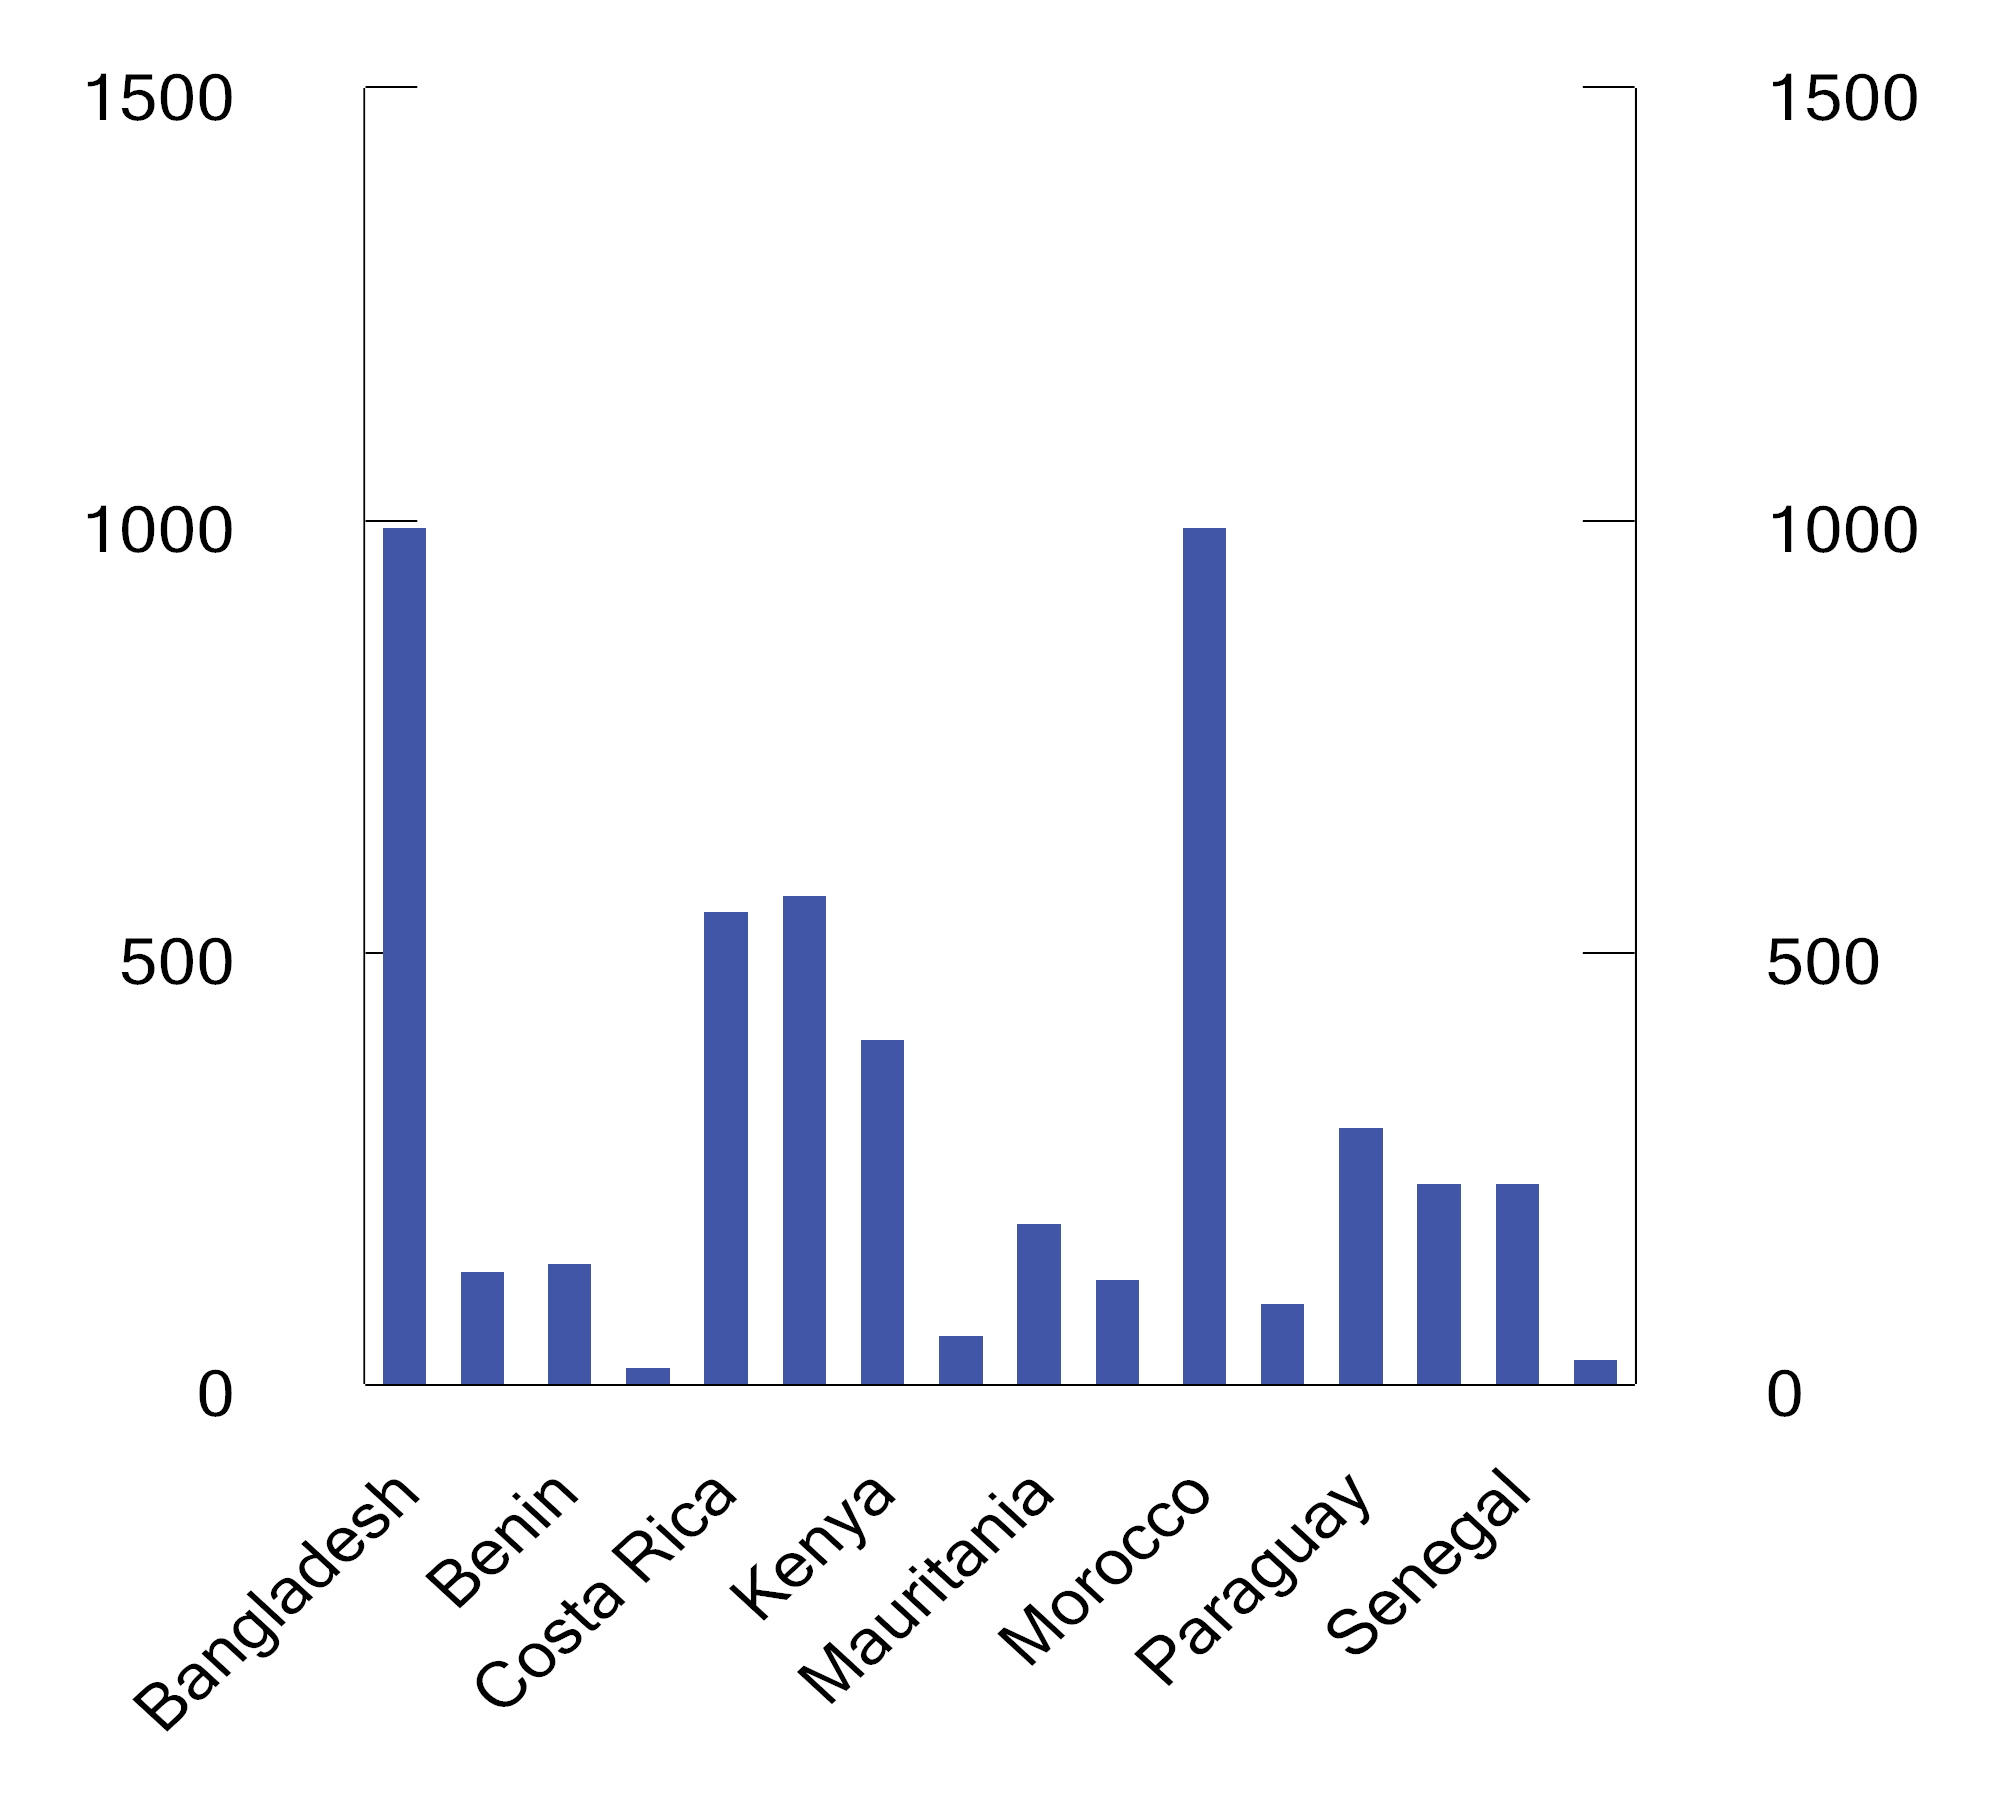 1500 1500
1000 1000
500 500
0 0
Bangladesh
Benin
Costa Rica
Kenya
Mauritania
Morocco
Paraguay
Senegal